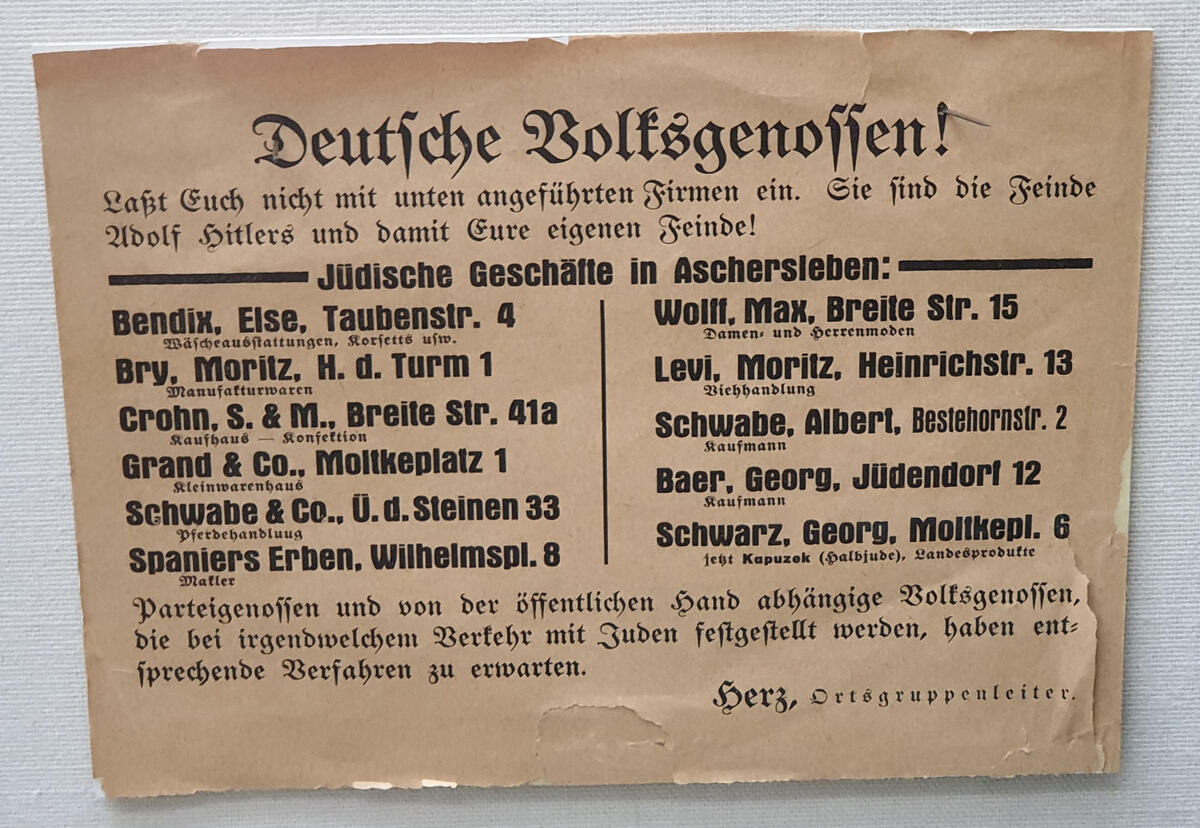 Deutsche Volksgenossen!
Laßt Euch nicht mit unten angeführten Firmen ein. Sie sind die Feinde
Adolf Hitlers und damit Eure eigenen Feinde!
Jüdische Geschäfte in Aschersleben:
Bendix, Else, Taubenstr. 4
Wäscheausstattungen, Korsetts usw.
Bry, Moritz, H. d. Turm 1
Manufakturwaren
Crohn, S. & M., Breite Str. 41a
Kaufhaus — Konfektion
Grand & Co., Moltkeplatz 1
Kleinwarenhaus
Schwabe & Co., Ü. d. Steinen 33
Pferdehandluug
Spaniers Erben, Wilhelmspl. 8
Makler
Wolff, Max, Breite Str. 15
Damen- und Herrenmoden
Levi, Moritz, Heinrichstr. 13
Viehhandlung
Schwabe, Albert, Bestehornstr. 2
Kaufmann
Baer, Georg, Jüdendorf 12
Kaufmann
Schwarz, Georg, Moltkepl. 6
jetzt Kapuzok (Halbjude), Landesprodukte
Parteigenossen und von der öffentlichen Hand abhängige Volksgenossen,
die bei irgendwelchem Verkehr mit Juden festgestellt werden, haben ent-
sprechende Verfahren zu erwarten.
Herz, Ortsgruppenleiter.